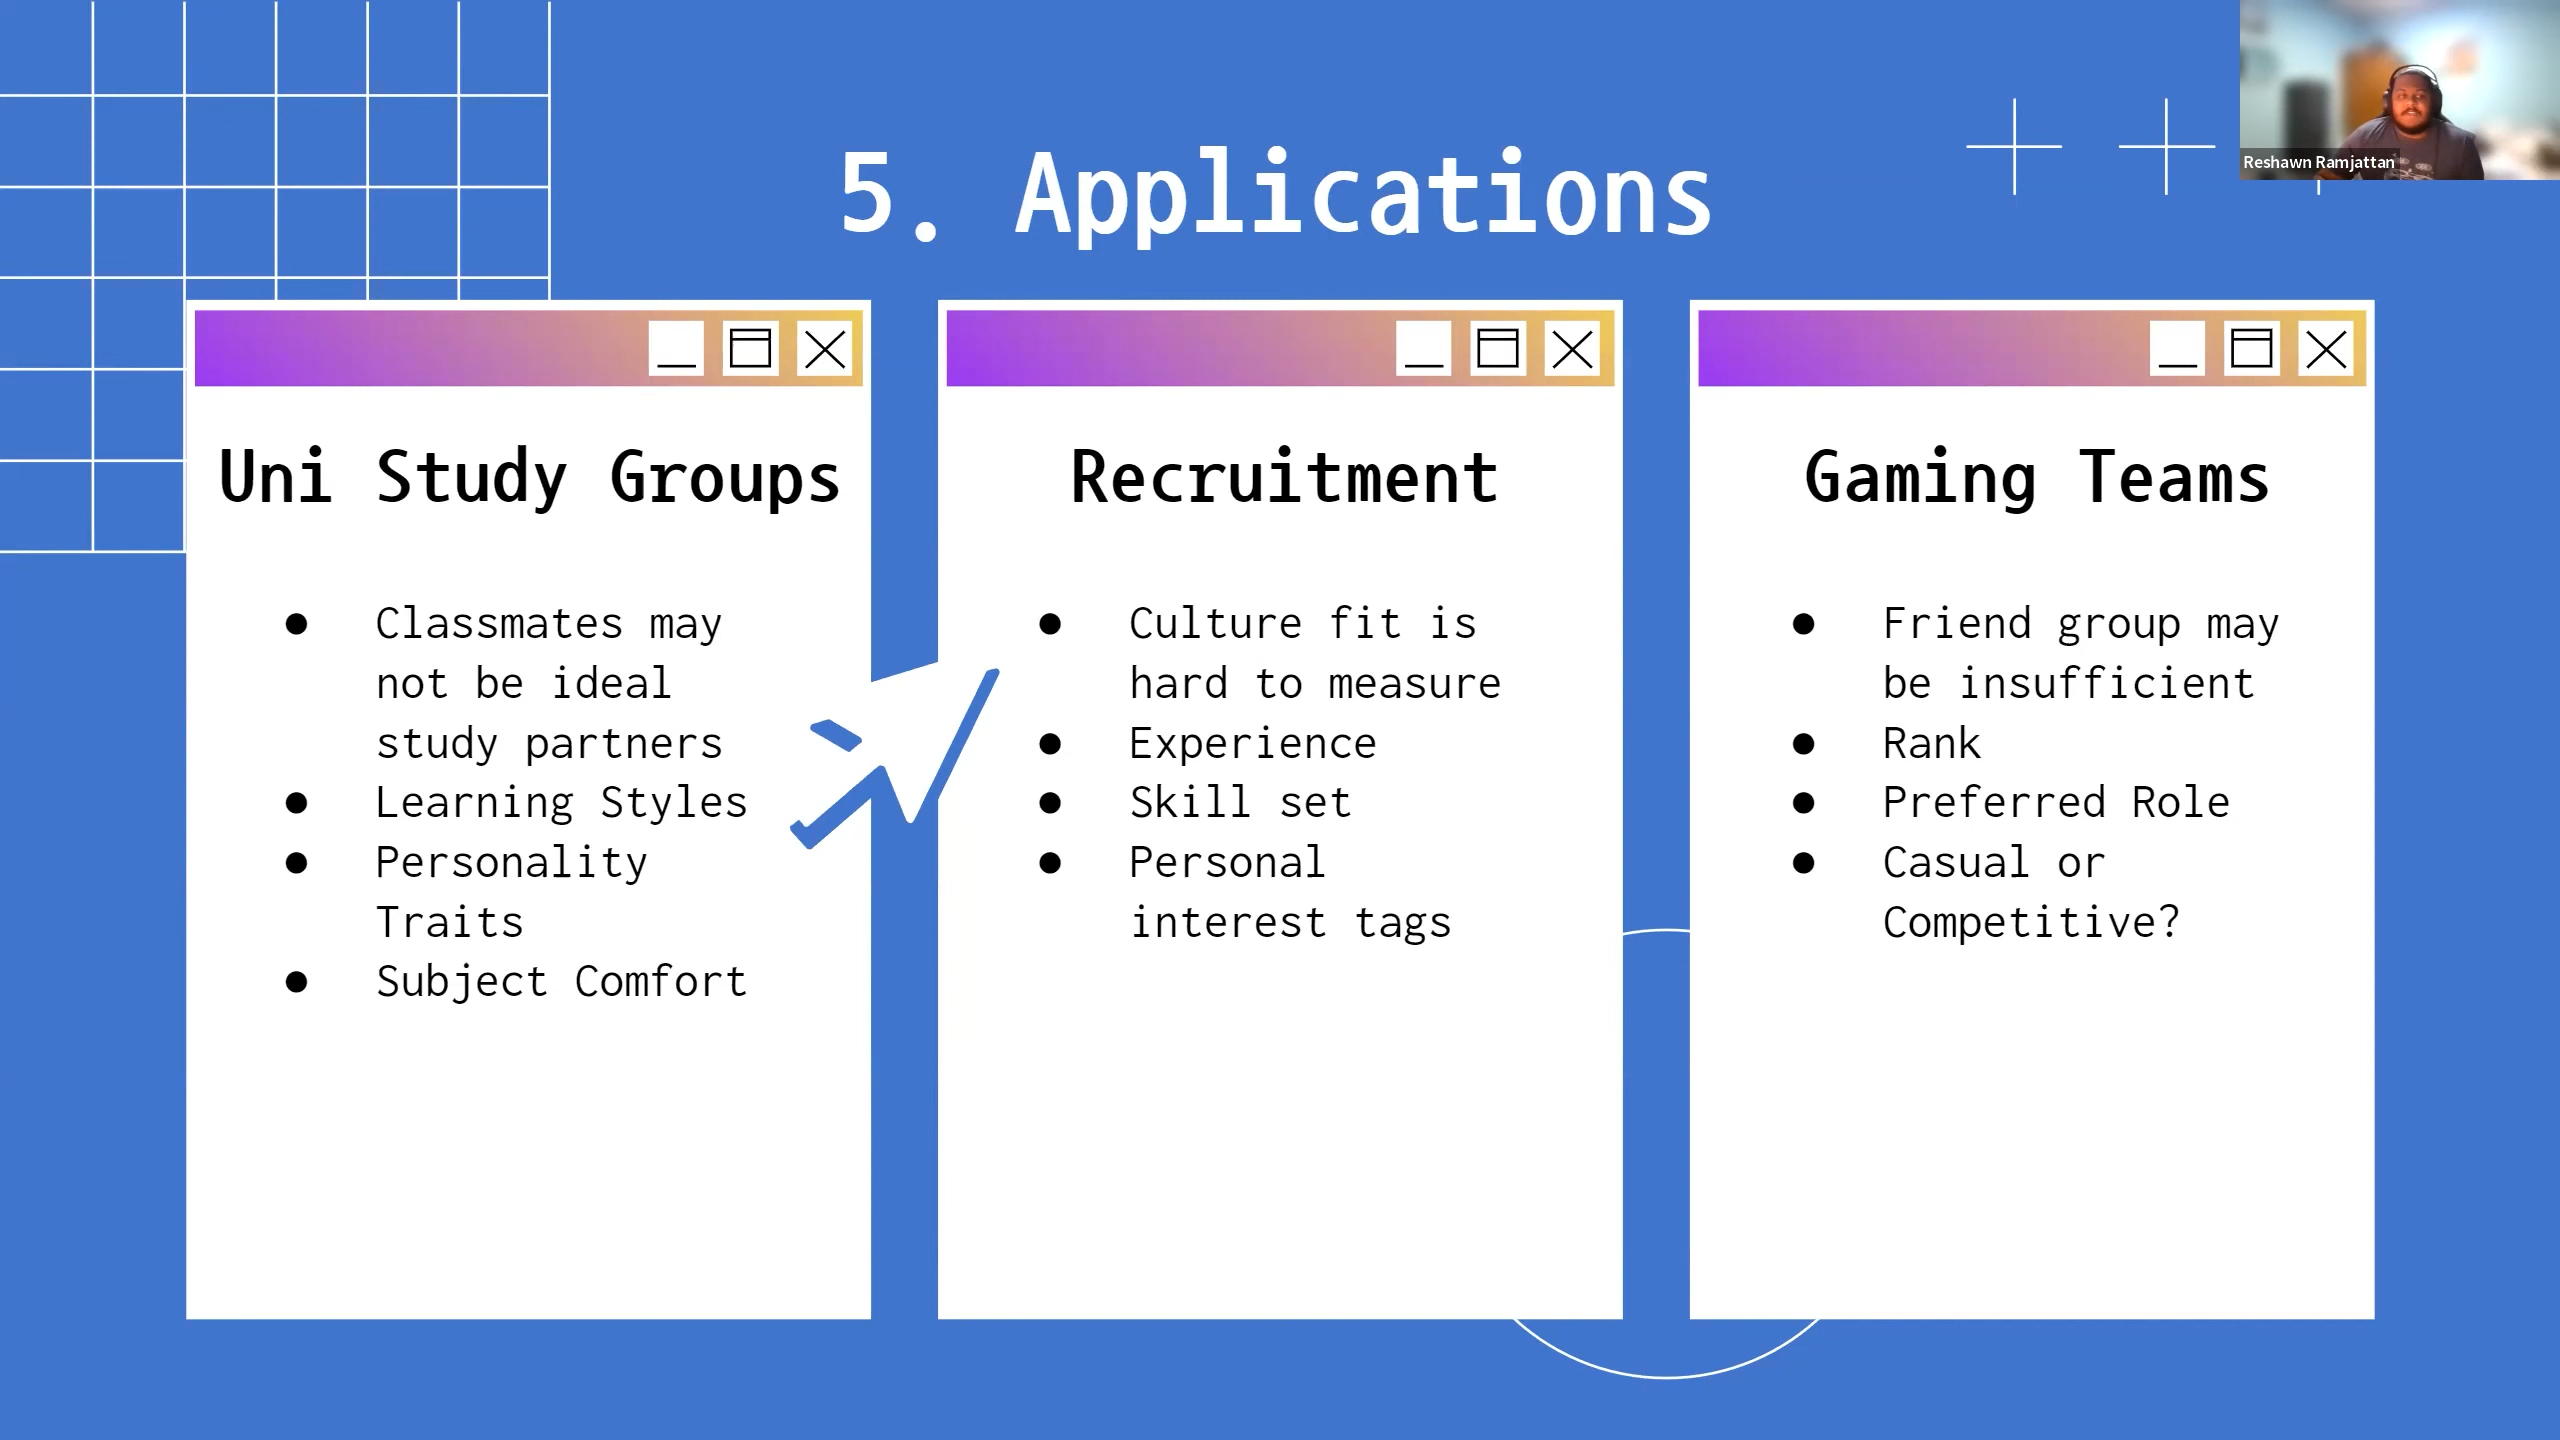 5. Applications
Reshawn Ramjattan
Uni Study Groups
● Classmates may
not be ideal
study partners
● Learning Styles
● Personality
Traits
● Subject Comfort
Recruitment
● Culture fit is
hard to measure
● Experience
● Skill set
● Personal
interest tags
Gaming Teams
● Friend group may
be insufficient
● Rank
● Preferred Role
● Casual or
Competitive?